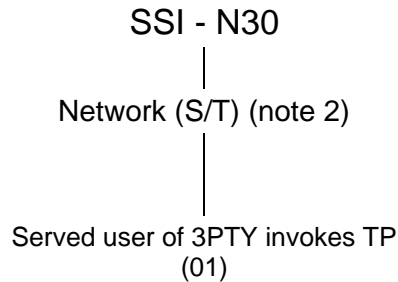 SSI - N30
Network (S/T) (note 2)
Served user of 3PTY invokes TP
(01)